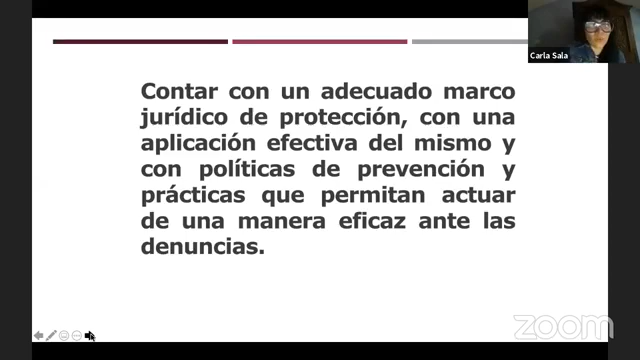 Carla Sala
Contar con un adecuado marco
jurídico de protección, con una
aplicación efectiva del mismo y
con políticas de prevención y
prácticas que permitan actuar
de una manera eficaz ante las
denuncias.
zoom